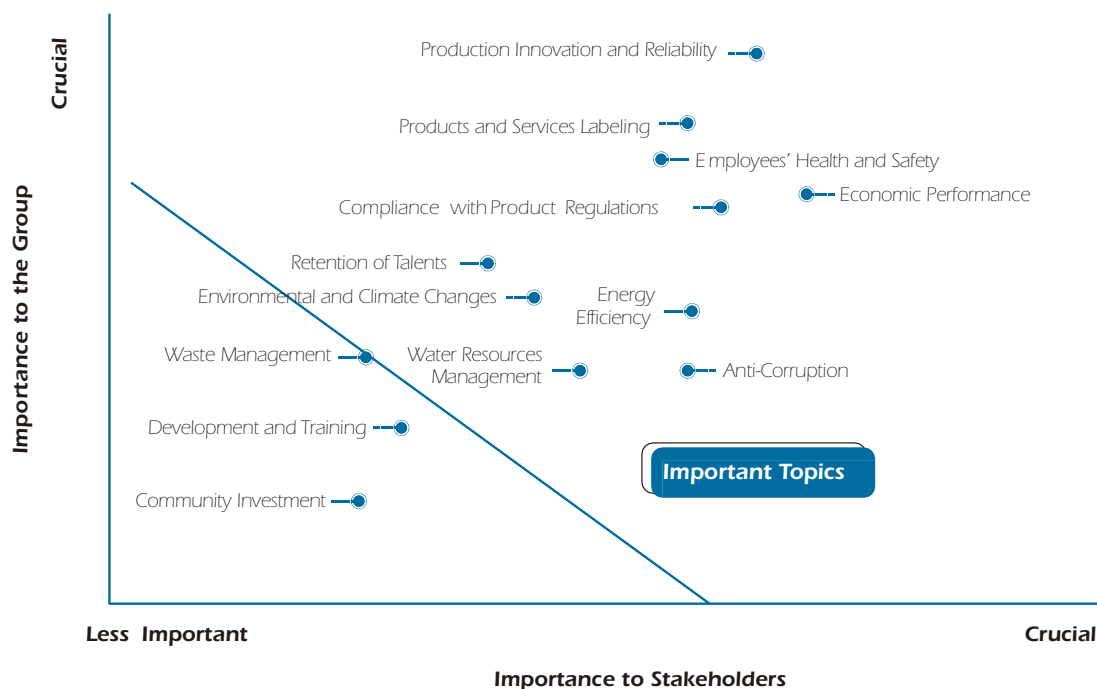 Crucial
Importance to the Group
Production Innovation and Reliability
Products and Services Labeling
Employees' Health and Safety
Economic Performance
Compliance with Product Regulations
Retention of Talents
Environmental and Climate Changes
Energy
Efficiency
Waste Management
Water Resources
Management
Anti-Corruption
Development and Training
Important Topics
Community Investment
Less Important
Crucial
Importance to Stakeholders